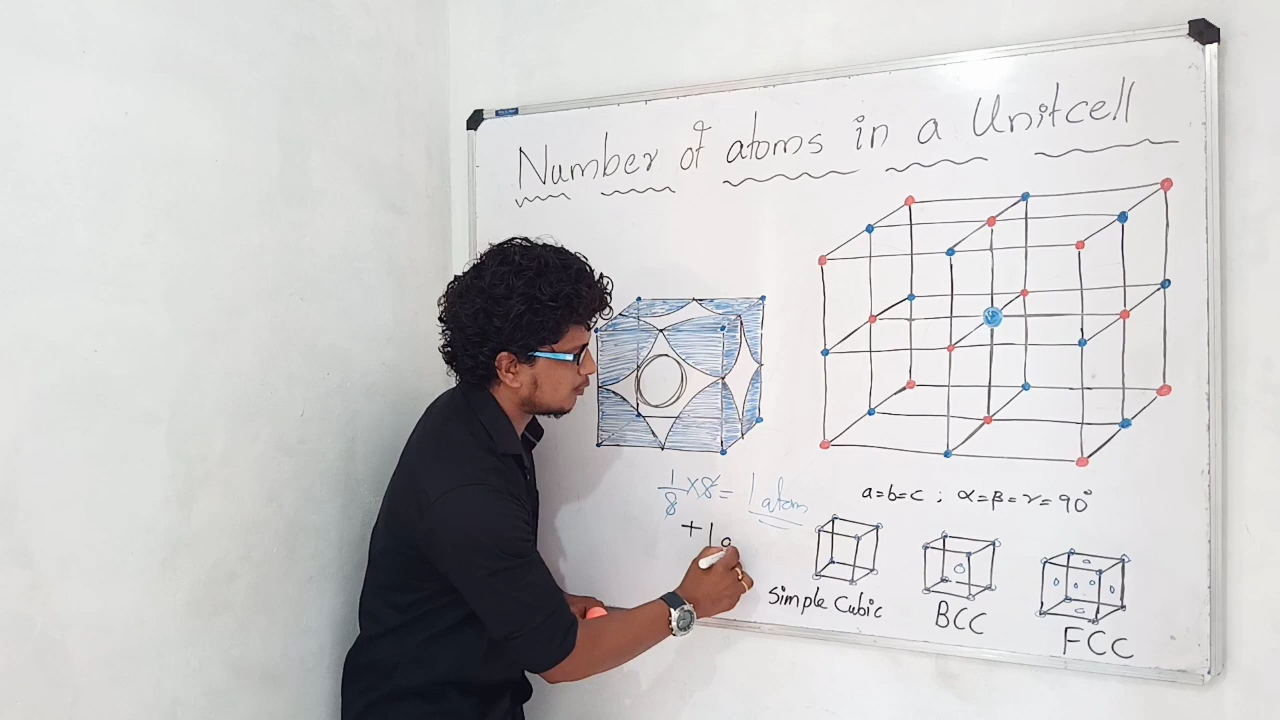 Number of atoms in a Unitcell
1/8 × 8 = 1 atom
+ 1 a
a=b=c ; α=β=γ=90°
Simple Cubic
BCC
FCC